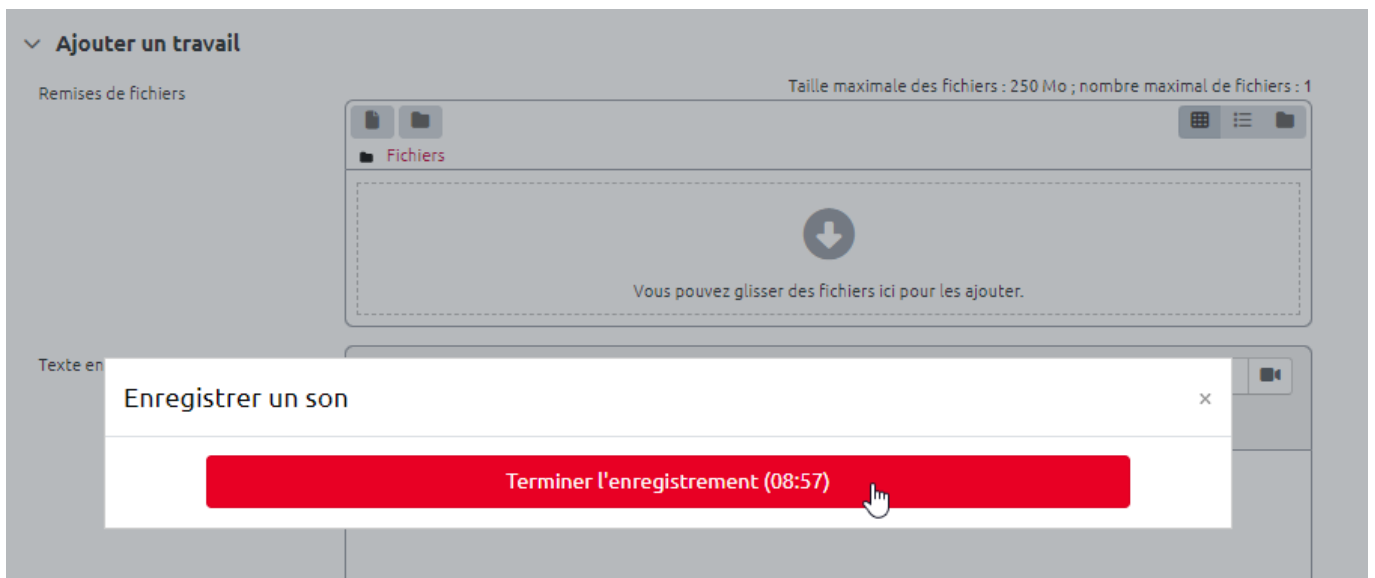 Ajouter un travail
Remises de fichiers
Taille maximale des fichiers : 250 Mo ; nombre maximal de fichiers : 1
Fichiers
Vous pouvez glisser des fichiers ici pour les ajouter.
Texte en
Enregistrer un son
×
Terminer l'enregistrement (08:57)